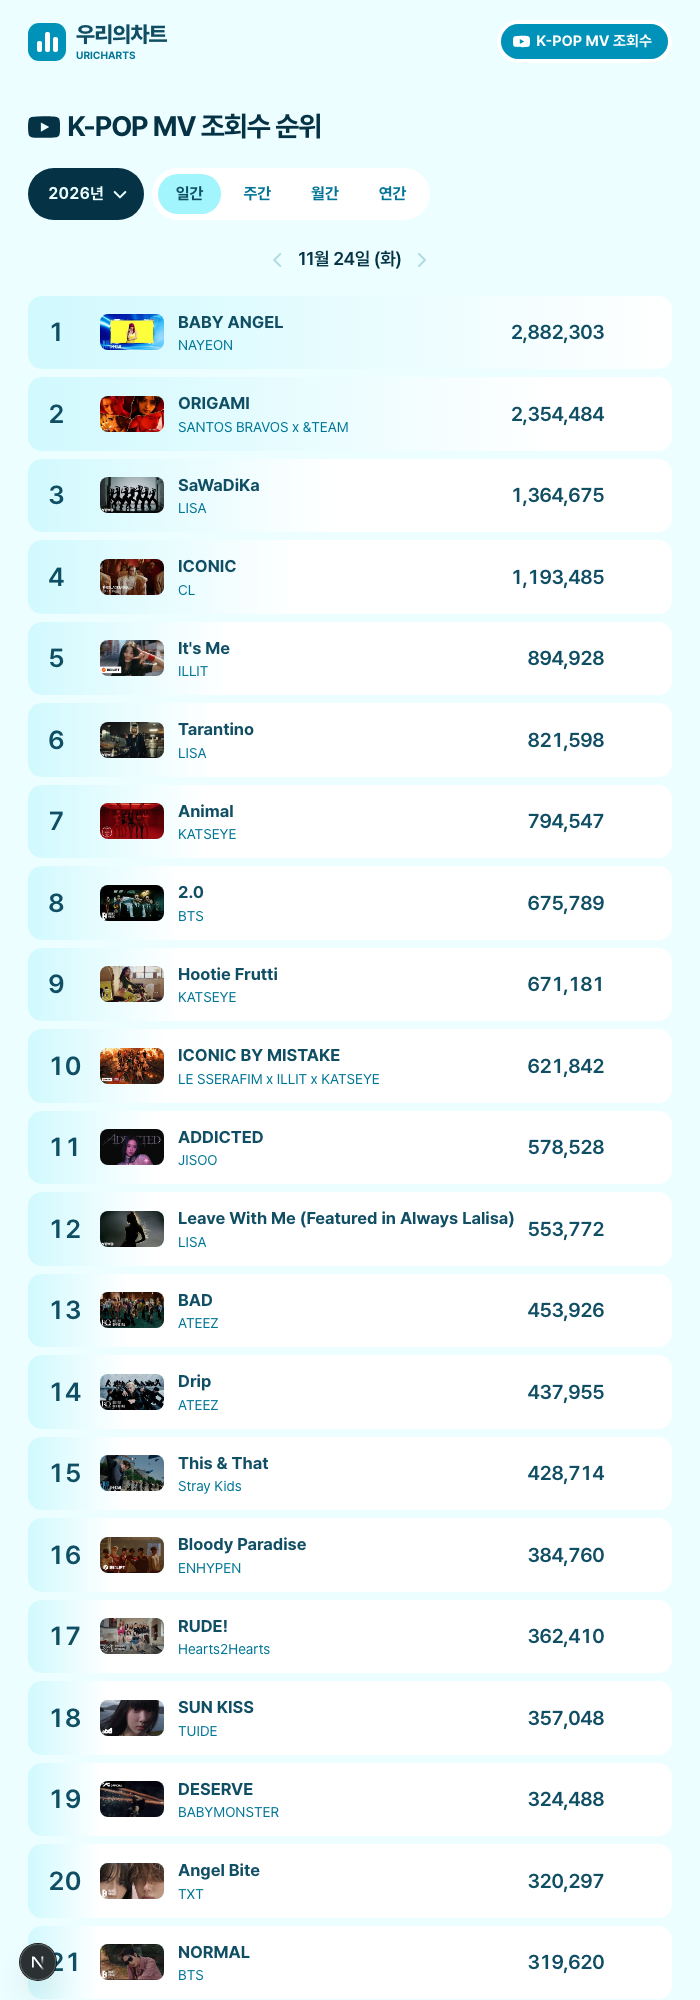 우리의차트
URICHARTS
K-POP MV 조회수
K-POP MV 조회수 순위
2026년
일간 주간 월간 연간
11월 24일 (화)
1 BABY ANGEL 2,882,303
NAYEON
2 ORIGAMI 2,354,484
SANTOS BRAVOS x &TEAM
3 SaWaDiKa 1,364,675
LISA
4 ICONIC 1,193,485
CL
5 It's Me 894,928
ILLIT
6 Tarantino 821,598
LISA
7 Animal 794,547
KATSEYE
8 2.0 675,789
BTS
9 Hootie Frutti 671,181
KATSEYE
10 ICONIC BY MISTAKE 621,842
LE SSERAFIM x ILLIT x KATSEYE
11 ADDICTED 578,528
JISOO
12 Leave With Me (Featured in Always Lalisa) 553,772
LISA
13 BAD 453,926
ATEEZ
14 Drip 437,955
ATEEZ
15 This & That 428,714
Stray Kids
16 Bloody Paradise 384,760
ENHYPEN
17 RUDE! 362,410
Hearts2Hearts
18 SUN KISS 357,048
TUIDE
19 DESERVE 324,488
BABYMONSTER
20 Angel Bite 320,297
TXT
21 NORMAL 319,620
BTS
N